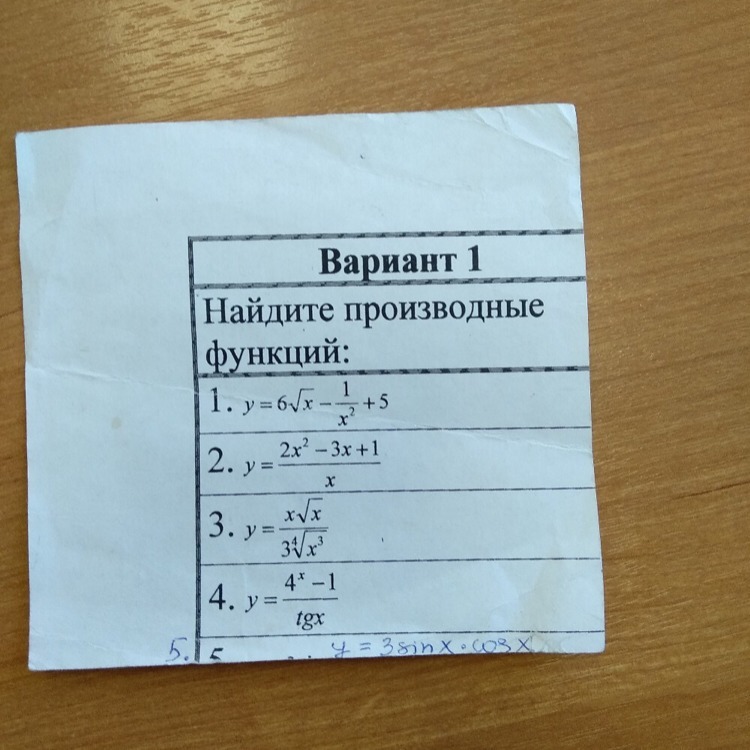 Вариант 1
Найдите производные
функций:
1. y = 6√x − 1/x² + 5
2. y = (2x² − 3x + 1)/x
3. y = x√x / 3∜x³
4. y = (4ˣ − 1)/tgx
5. 5 y = 3sinx · cosx